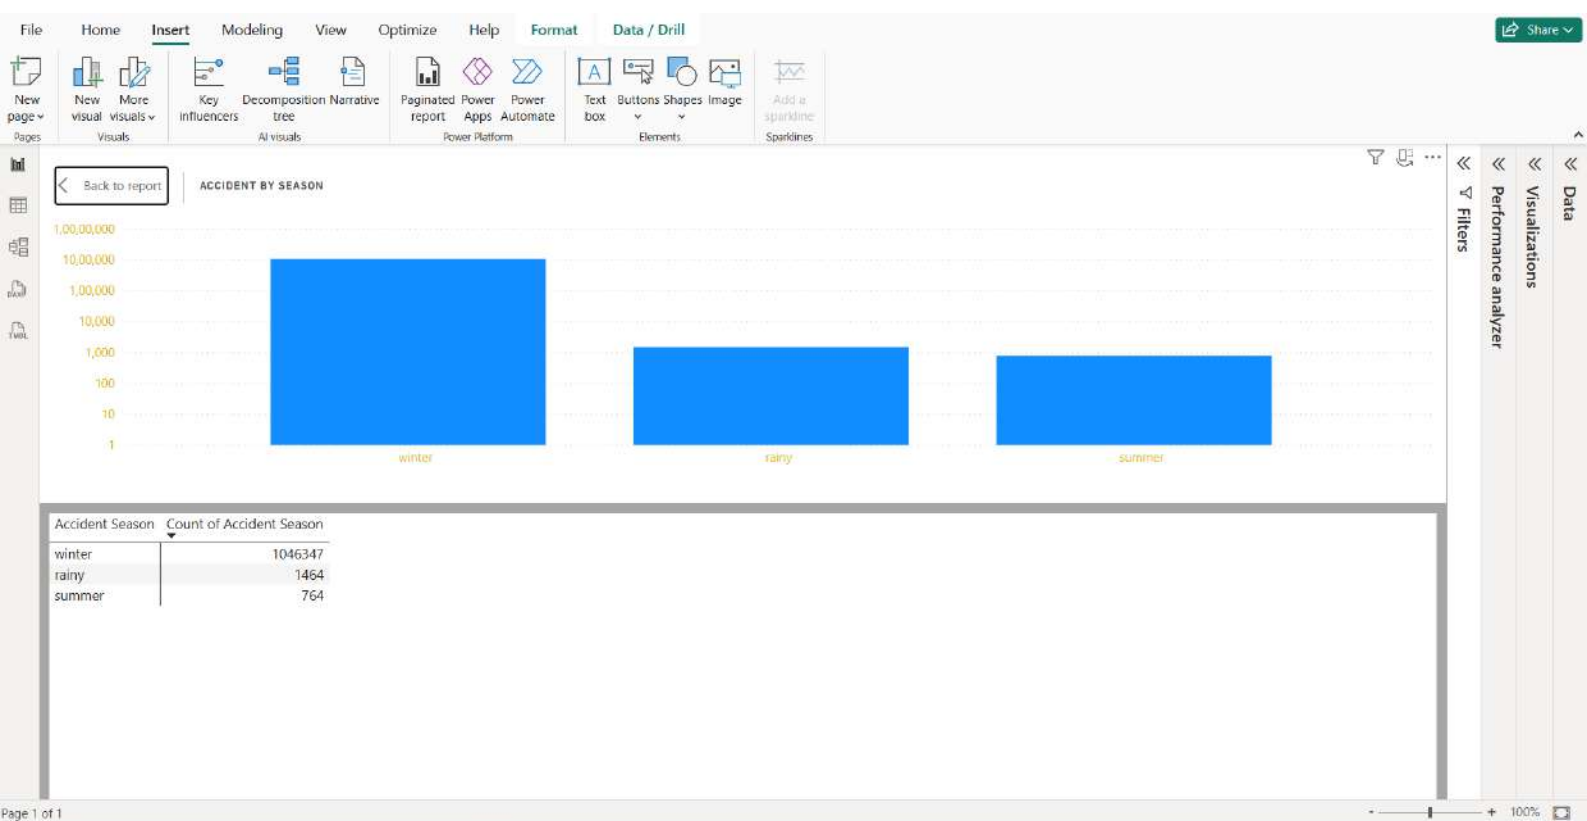 File Home Insert Modeling View Optimize Help Format Data / Drill Share
New page
New visual
More visuals
Key influencers
Decomposition tree
Narrative
Paginated report
Power Apps
Power Automate
Text box
Buttons
Shapes
Image
Add a sparkline
Pages Visuals AI visuals Power Platform Elements Sparklines
Back to report
ACCIDENT BY SEASON
1,00,00,000
10,00,000
1,00,000
10,000
1,000
100
10
1
winter rainy summer
Accident Season Count of Accident Season
winter 1046347
rainy 1464
summer 764
Filters
Performance analyzer
Visualizations
Data
Page 1 of 1
- + 100%